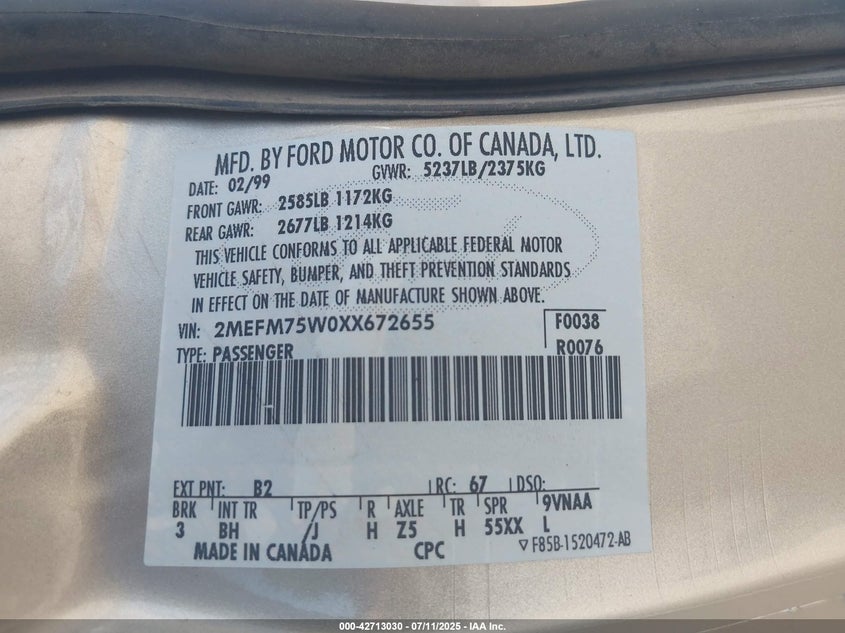 MFD. BY FORD MOTOR CO. OF CANADA, LTD.
DATE: 02/99 GVWR: 5237LB/2375KG
FRONT GAWR: 2585LB 1172KG
REAR GAWR: 2677LB 1214KG
THIS VEHICLE CONFORMS TO ALL APPLICABLE FEDERAL MOTOR
VEHICLE SAFETY, BUMPER, AND THEFT PREVENTION STANDARDS
IN EFFECT ON THE DATE OF MANUFACTURE SHOWN ABOVE.
VIN: 2MEFM75W0XX672655 F0038
TYPE: PASSENGER R0076
EXT PNT: B2 RC: 67 DSO:
BRK INT TR TP/PS R AXLE TR SPR 9VNAA
3 BH /J H Z5 H 55XX L
MADE IN CANADA CPC ▽ F85B-1520472-AB
000-42713030 - 07/11/2025 - IAA Inc.